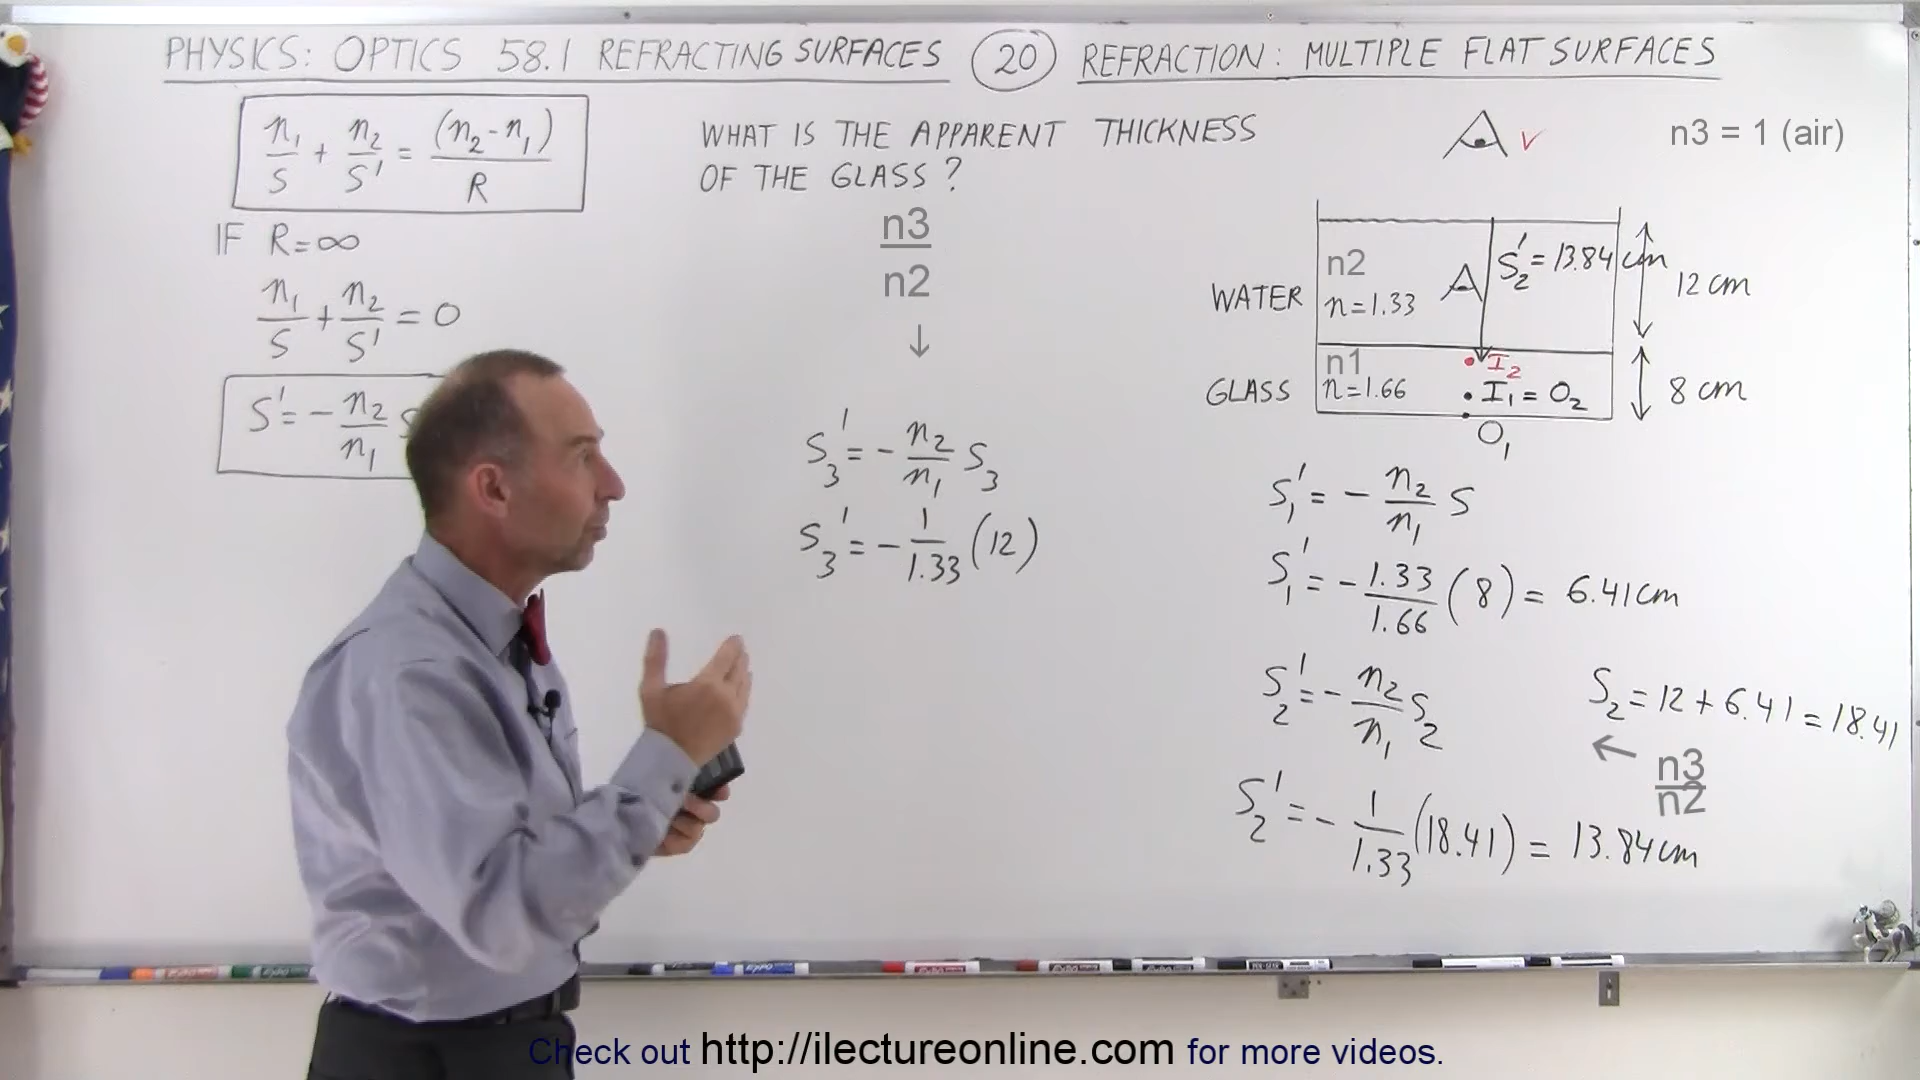 PHYSICS: OPTICS 58.1 REFRACTING SURFACES 20 REFRACTION: MULTIPLE FLAT SURFACES
n₁/S + n₂/S' = (n₂-n₁)/R
IF R=∞
n₁/S + n₂/S' = 0
S' = - n₂/n₁ S
WHAT IS THE APPARENT THICKNESS
OF THE GLASS?
n3/n2
↓
S₃' = - n₂/n₁ S₃
S₃' = - 1/1.33 (12)
V
n3 = 1 (air)
n2
S₂' = 13.84 cm
WATER
n=1.33
12 cm
n1
I₂
GLASS
n=1.66
I₁ = O₂
8 cm
O₁
S₁' = - n₂/n₁ S
S₁' = - 1.33/1.66 (8) = 6.41cm
S₂' = - n₂/n₁ S₂
S₂ = 12 + 6.41 = 18.41
← n3/n2
S₂' = - 1/1.33 (18.41) = 13.84cm
Check out http://ilectureonline.com for more videos.